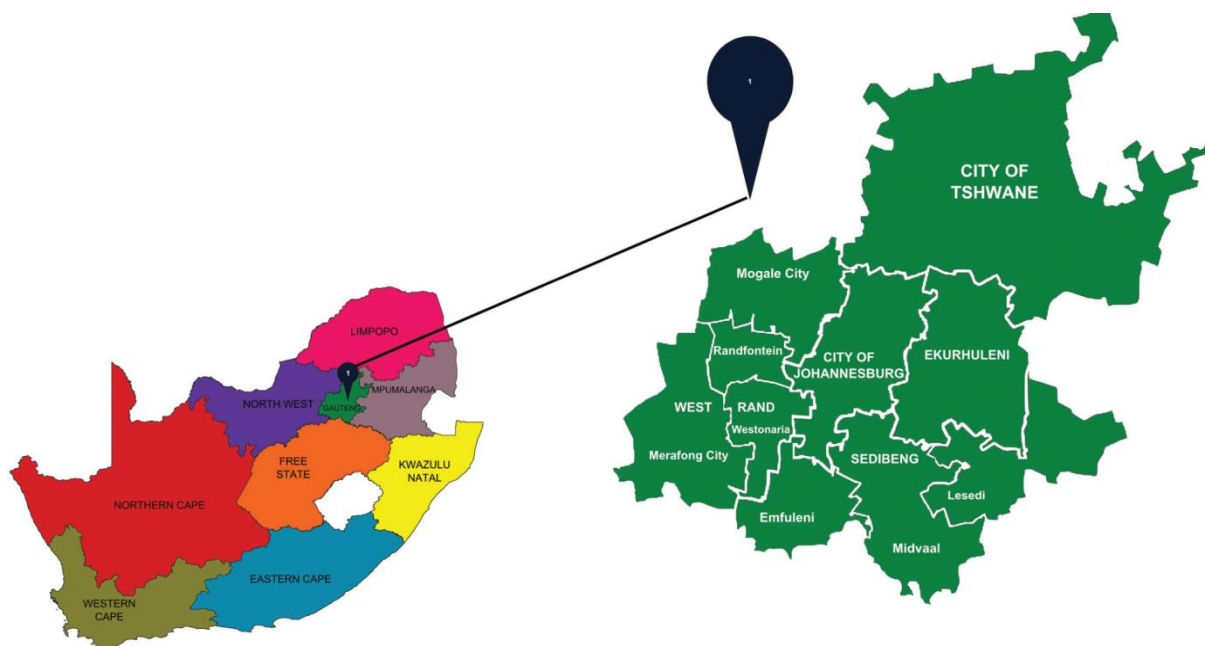 1
CITY OF
TSHWANE
Mogale City
Randfontein
CITY OF
JOHANNESBURG
EKURHULENI
WEST
RAND
Westonaria
Merafong City
SEDIBENG
Lesedi
Emfuleni
Midvaal
LIMPOPO
1
MPUMALANGA
NORTH WEST
GAUTENG
FREE
STATE
KWAZULU
NATAL
NORTHERN CAPE
EASTERN CAPE
WESTERN
CAPE